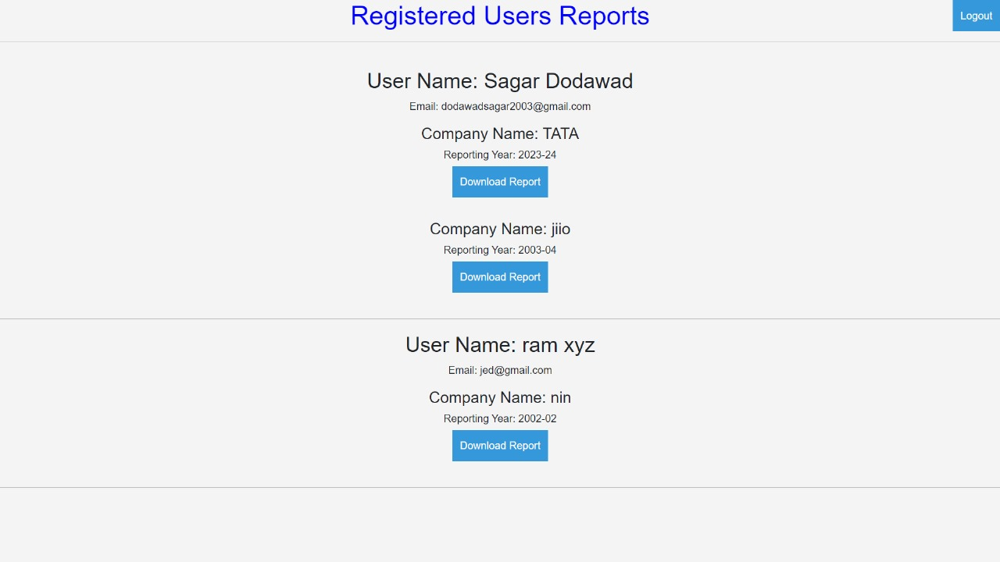 Registered Users Reports
Logout
User Name: Sagar Dodawad
Email: dodawadsagar2003@gmail.com
Company Name: TATA
Reporting Year: 2023-24
Download Report
Company Name: jiio
Reporting Year: 2003-04
Download Report
User Name: ram xyz
Email: jed@gmail.com
Company Name: nin
Reporting Year: 2002-02
Download Report